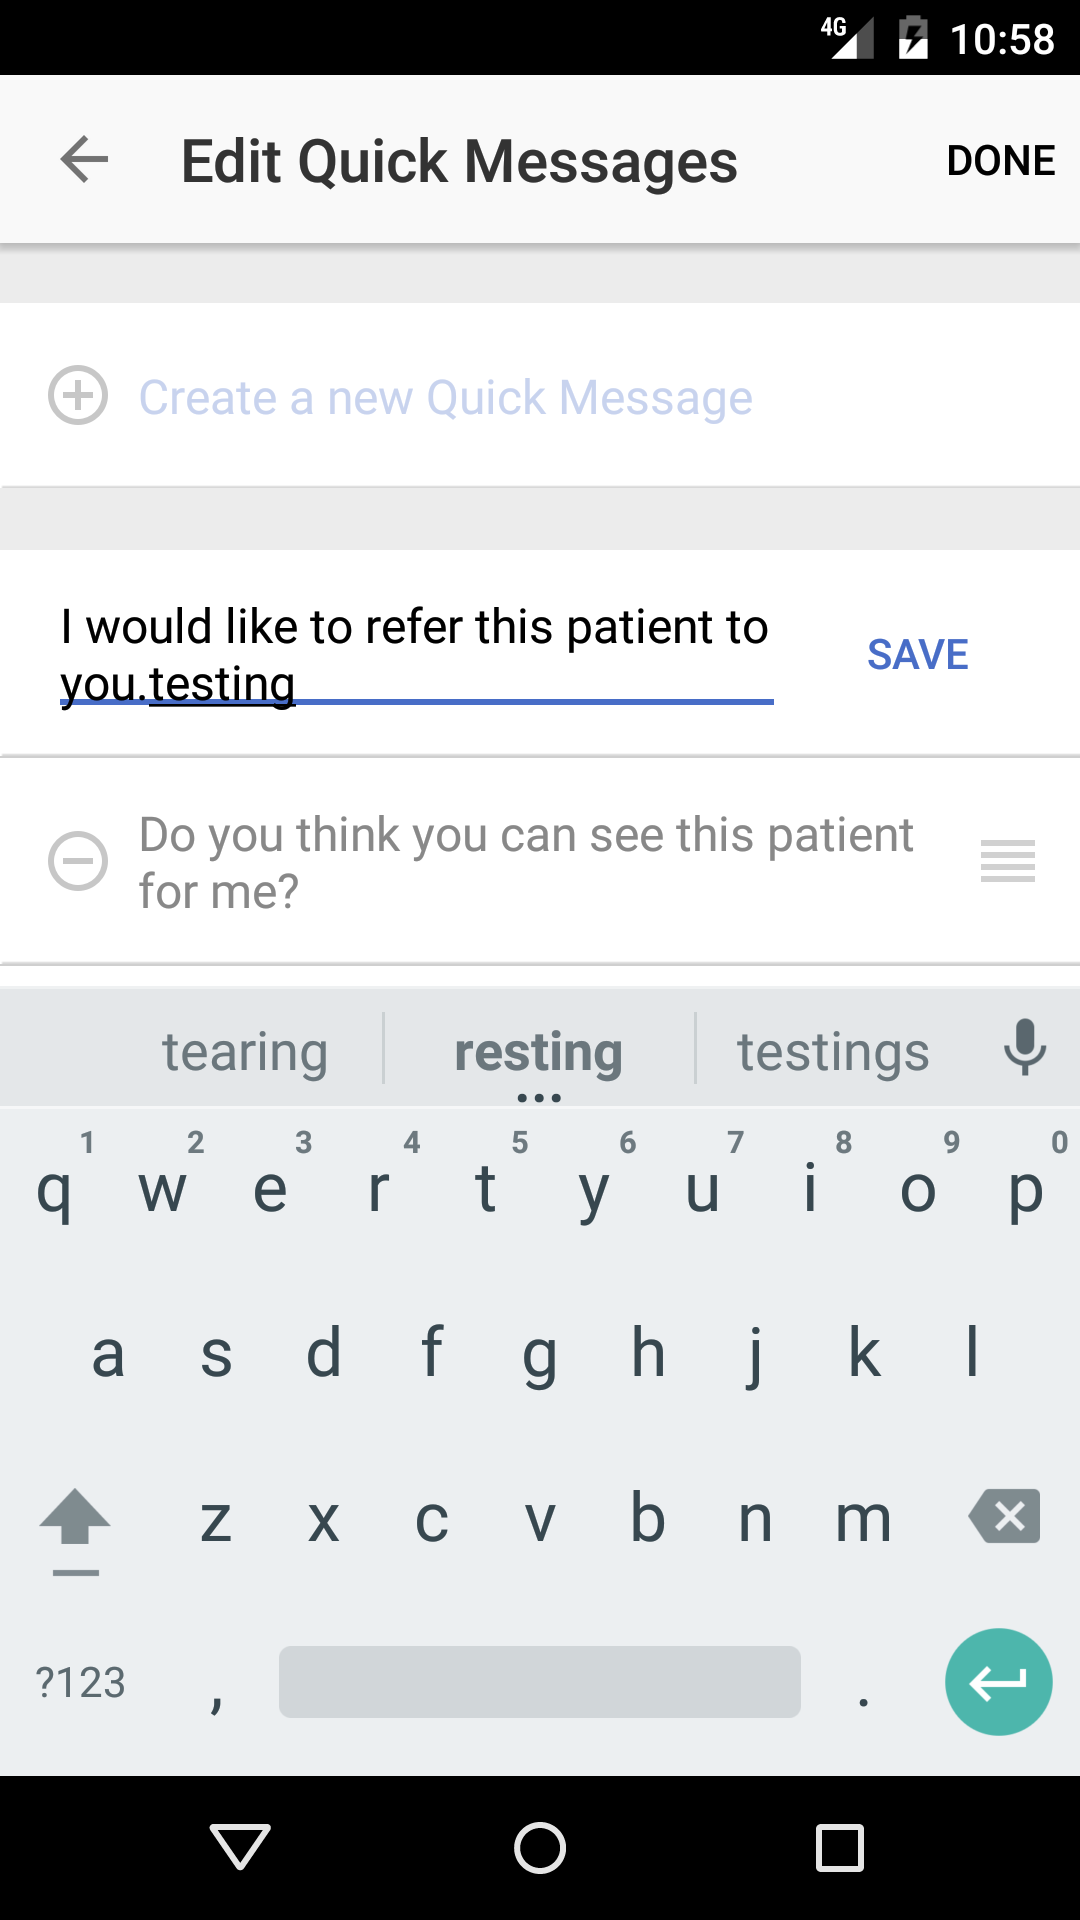 4G 10:58
Edit Quick Messages DONE
Create a new Quick Message
I would like to refer this patient to
you.testing
SAVE
Do you think you can see this patient
for me?
tearing resting testings
1 2 3 4 5 6 7 8 9 0
q w e r t y u i o p
a s d f g h j k l
z x c v b n m
?123 , .